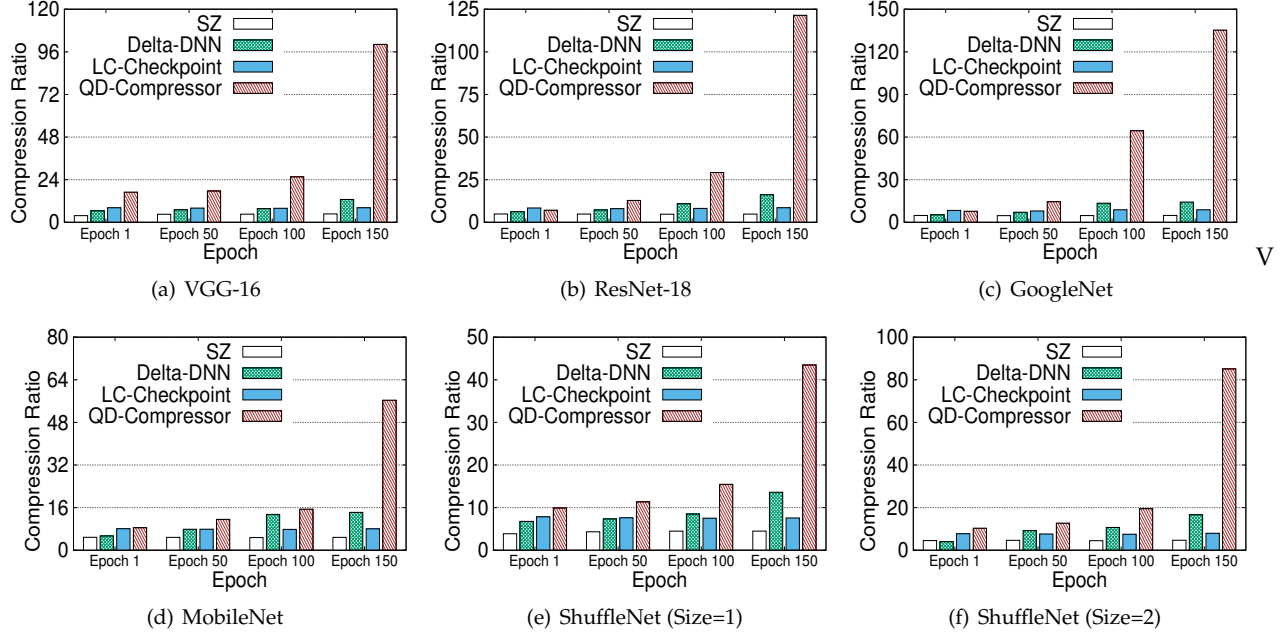 120
96
72
48
24
0
Compression Ratio
SZ
Delta-DNN
LC-Checkpoint
QD-Compressor
Epoch 1 Epoch 50 Epoch 100 Epoch 150
Epoch
(a) VGG-16
125
100
75
50
25
0
Compression Ratio
SZ
Delta-DNN
LC-Checkpoint
QD-Compressor
Epoch 1 Epoch 50 Epoch 100 Epoch 150
Epoch
(b) ResNet-18
150
120
90
60
30
0
Compression Ratio
SZ
Delta-DNN
LC-Checkpoint
QD-Compressor
Epoch 1 Epoch 50 Epoch 100 Epoch 150
Epoch
(c) GoogleNet
V
80
64
48
32
16
0
Compression Ratio
SZ
Delta-DNN
LC-Checkpoint
QD-Compressor
Epoch 1 Epoch 50 Epoch 100 Epoch 150
Epoch
(d) MobileNet
50
40
30
20
10
0
Compression Ratio
SZ
Delta-DNN
LC-Checkpoint
QD-Compressor
Epoch 1 Epoch 50 Epoch 100 Epoch 150
Epoch
(e) ShuffleNet (Size=1)
100
80
60
40
20
0
Compression Ratio
SZ
Delta-DNN
LC-Checkpoint
QD-Compressor
Epoch 1 Epoch 50 Epoch 100 Epoch 150
Epoch
(f) ShuffleNet (Size=2)